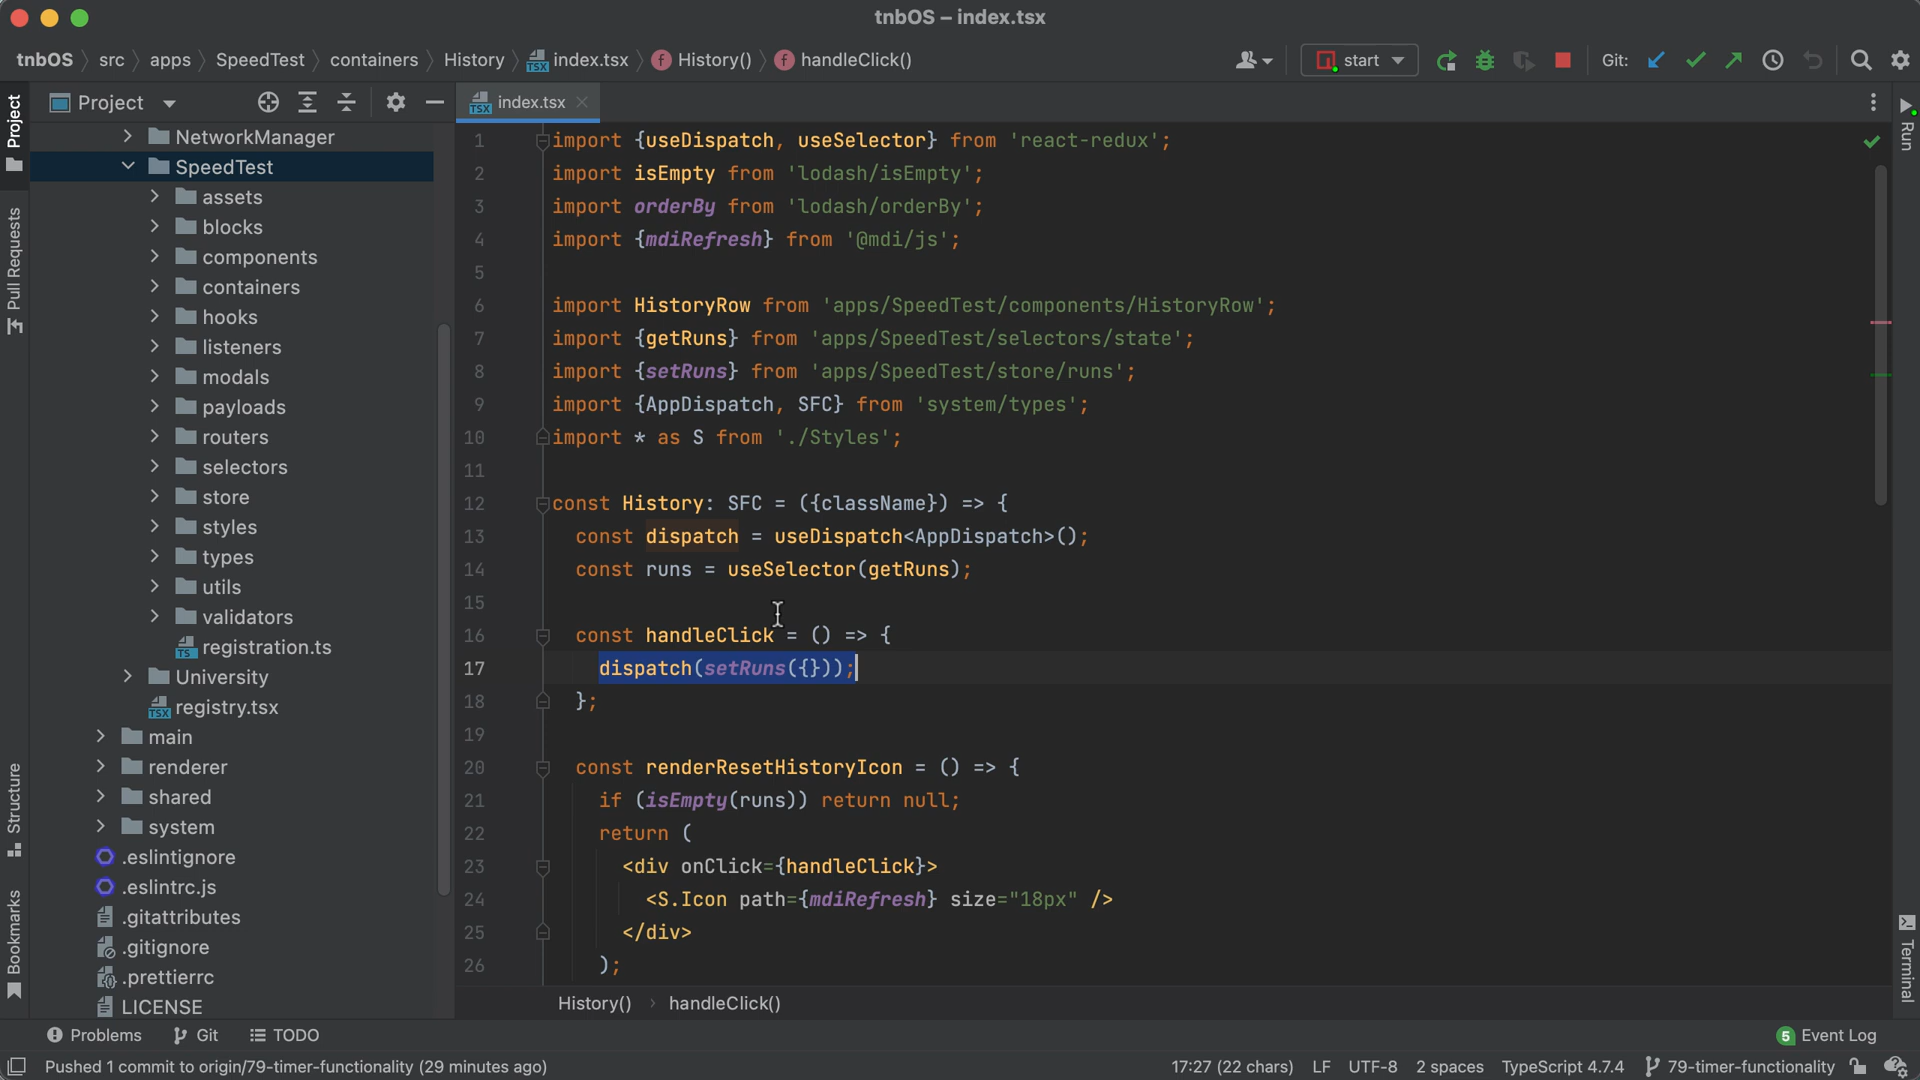 tnbOS – index.tsx
tnbOS src apps SpeedTest containers History index.tsx History() handleClick()
start Git:
Project
index.tsx
Project
Pull Requests
Structure
Bookmarks
NetworkManager
SpeedTest
assets
blocks
components
containers
hooks
listeners
modals
payloads
routers
selectors
store
styles
types
utils
validators
registration.ts
University
registry.tsx
main
renderer
shared
system
.eslintignore
.eslintrc.js
.gitattributes
.gitignore
.prettierrc
LICENSE
1 import {useDispatch, useSelector} from 'react-redux';
2 import isEmpty from 'lodash/isEmpty';
3 import orderBy from 'lodash/orderBy';
4 import {mdiRefresh} from '@mdi/js';
5
6 import HistoryRow from 'apps/SpeedTest/components/HistoryRow';
7 import {getRuns} from 'apps/SpeedTest/selectors/state';
8 import {setRuns} from 'apps/SpeedTest/store/runs';
9 import {AppDispatch, SFC} from 'system/types';
10 import * as S from './Styles';
11
12 const History: SFC = ({className}) => {
13 const dispatch = useDispatch<AppDispatch>();
14 const runs = useSelector(getRuns);
15
16 const handleClick = () => {
17 dispatch(setRuns({}));
18 };
19
20 const renderResetHistoryIcon = () => {
21 if (isEmpty(runs)) return null;
22 return (
23 <div onClick={handleClick}>
24 <S.Icon path={mdiRefresh} size="18px" />
25 </div>
26 );
History() handleClick()
Run
Terminal
Problems Git TODO
5 Event Log
Pushed 1 commit to origin/79-timer-functionality (29 minutes ago)
17:27 (22 chars) LF UTF-8 2 spaces TypeScript 4.7.4 79-timer-functionality